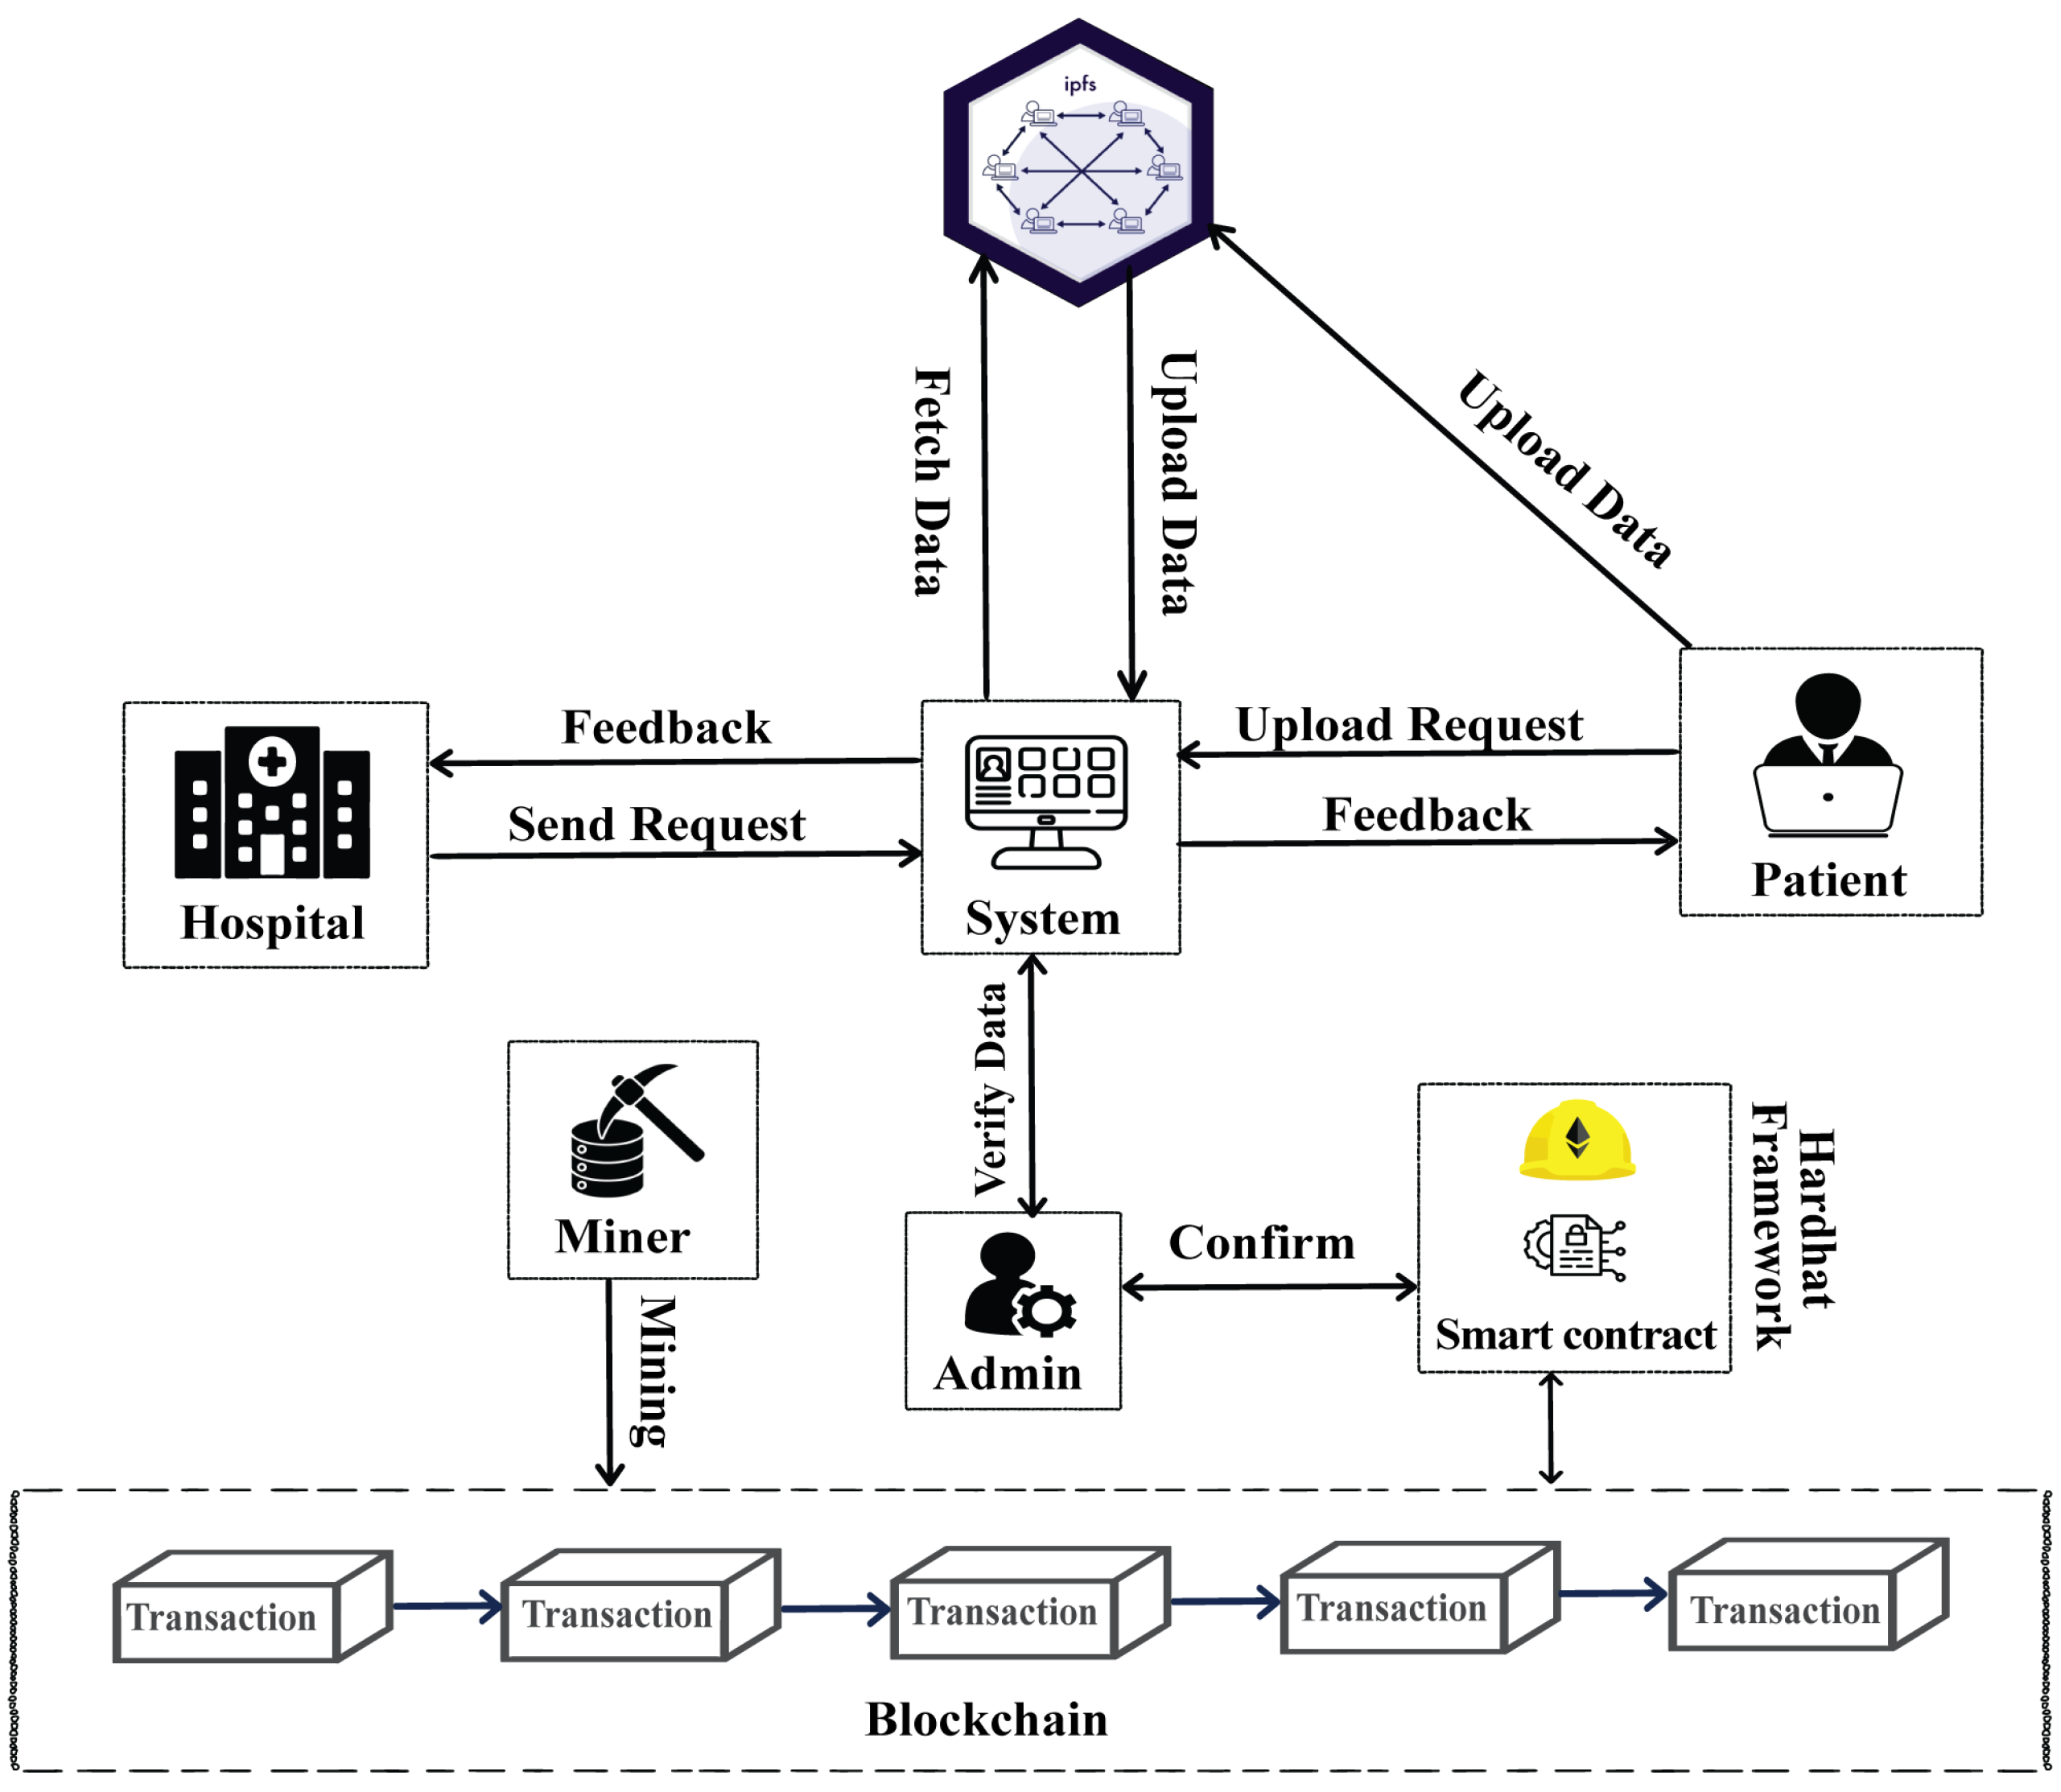 ipfs
Fetch Data
Upload Data
Upload Data
Feedback
Send Request
Upload Request
Feedback
Hospital
System
Patient
Verify Data
Miner
Mining
Admin
Confirm
Smart contract
Hardhat
Framework
Transaction
Transaction
Transaction
Transaction
Transaction
Blockchain